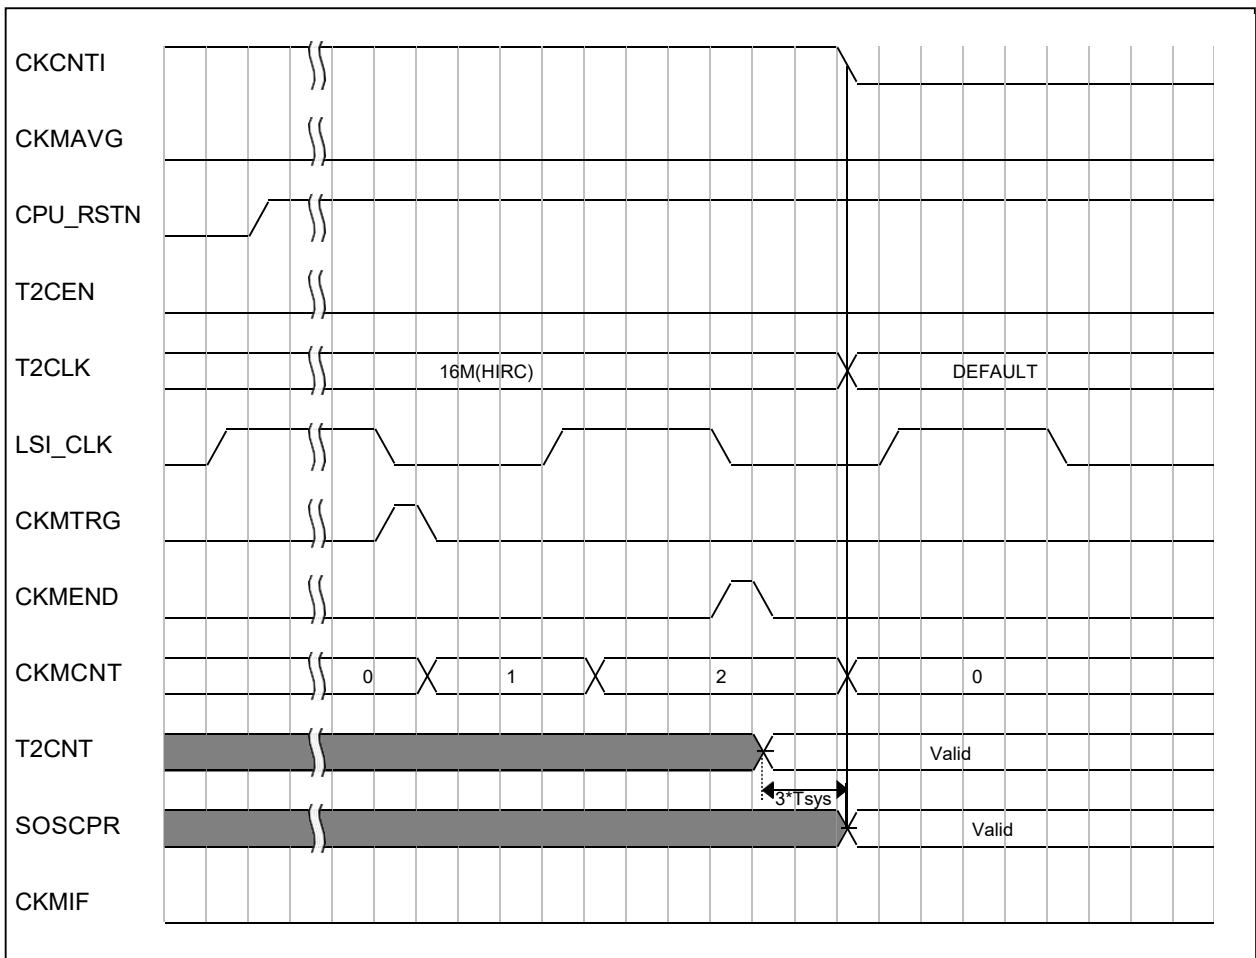 CKCNTI
CKMAVG
CPU_RSTN
T2CEN
T2CLK 16M(HIRC) DEFAULT
LSI_CLK
CKMTRG
CKMEND
CKMCNT 0 1 2 0
T2CNT Valid
3*Tsys
SOSCPR Valid
CKMIF